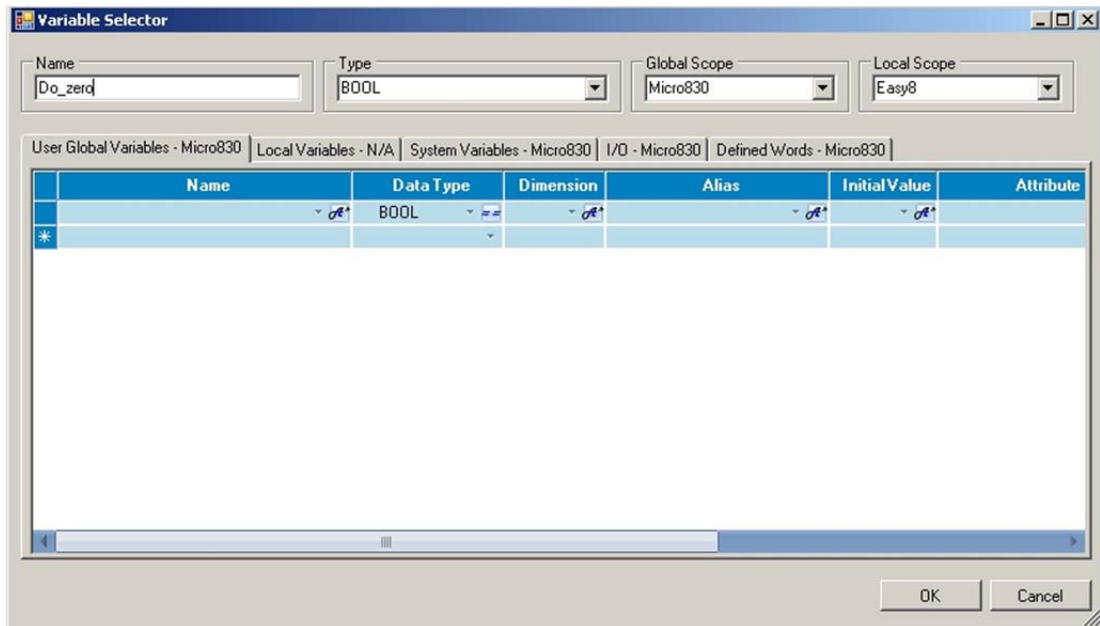 Variable Selector
Name Type Global Scope Local Scope
Do_zero BOOL Micro830 Easy8
User Global Variables - Micro830 Local Variables - N/A System Variables - Micro830 I/O - Micro830 Defined Words - Micro830
Name Data Type Dimension Alias Initial Value Attribute
BOOL
OK Cancel